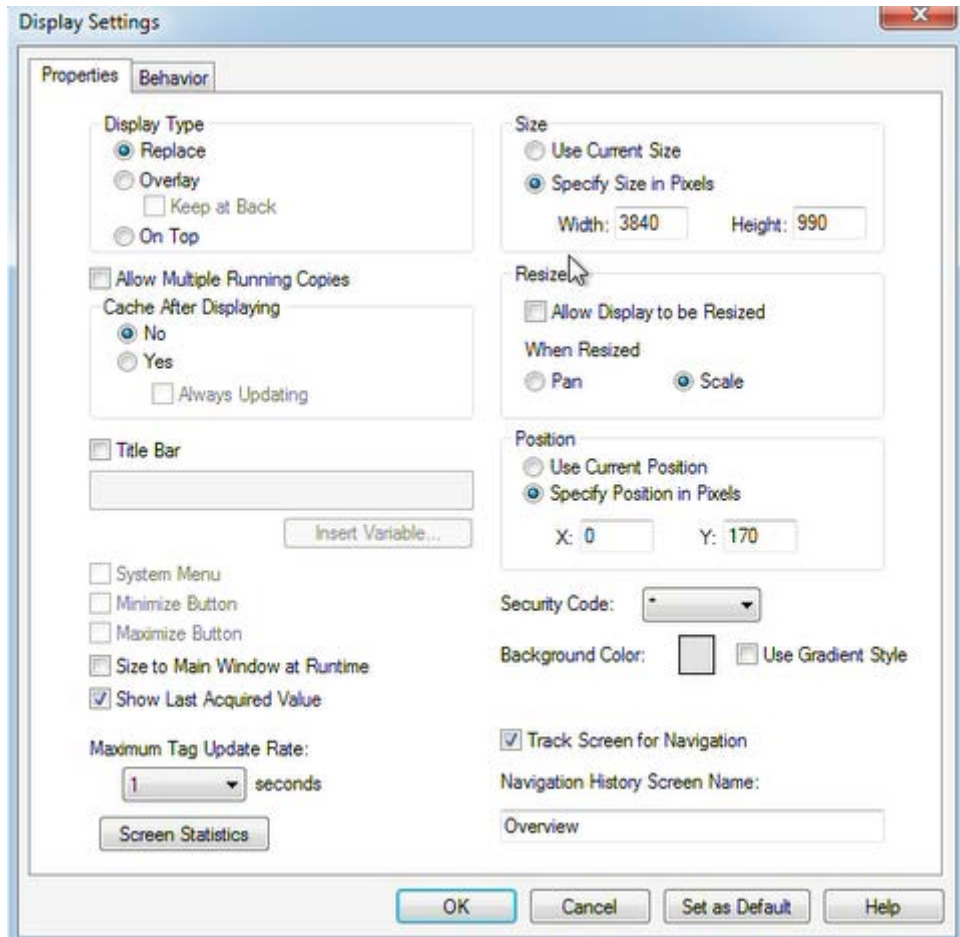 Display Settings
Properties
Behavior
Display Type
Replace
Overlay
Keep at Back
On Top
Allow Multiple Running Copies
Cache After Displaying
No
Yes
Always Updating
Title Bar
Insert Variable...
System Menu
Minimize Button
Maximize Button
Size to Main Window at Runtime
Show Last Acquired Value
Maximum Tag Update Rate:
1 seconds
Screen Statistics
Size
Use Current Size
Specify Size in Pixels
Width: 3840 Height: 990
Resize
Allow Display to be Resized
When Resized
Pan Scale
Position
Use Current Position
Specify Position in Pixels
X: 0 Y: 170
Security Code: *
Background Color: Use Gradient Style
Track Screen for Navigation
Navigation History Screen Name:
Overview
OK Cancel Set as Default Help